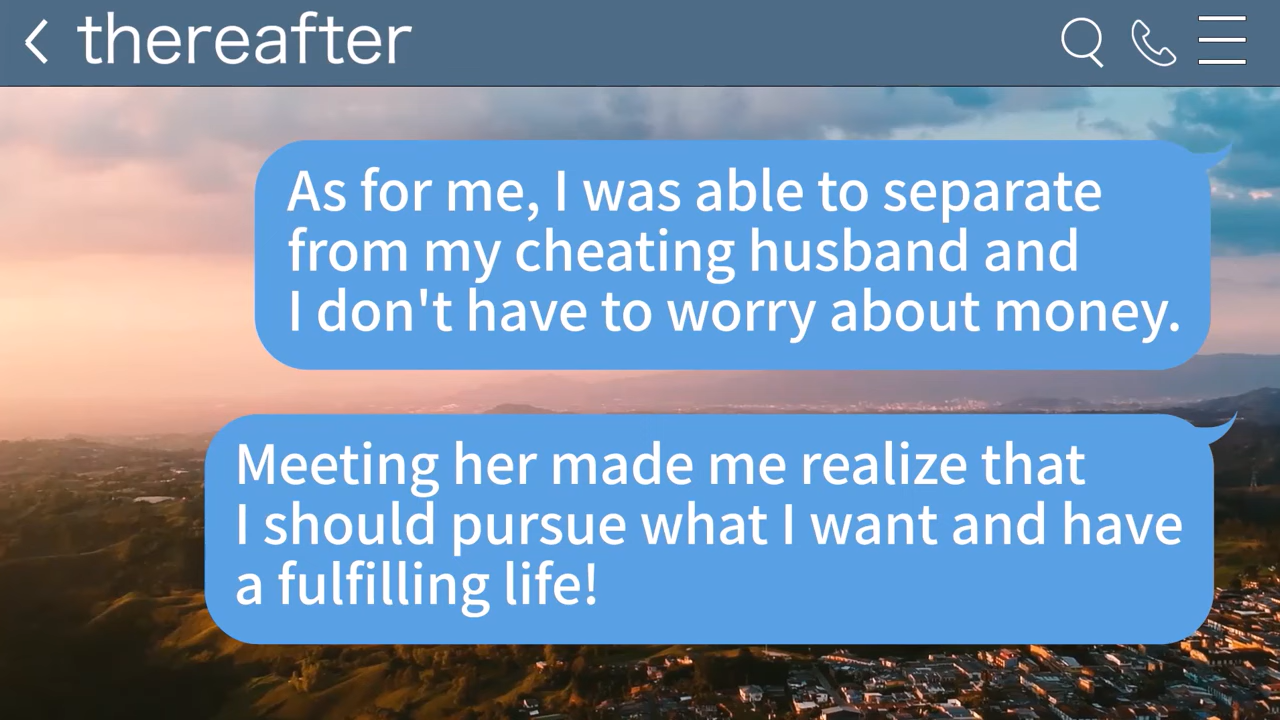 thereafter
As for me, I was able to separate
from my cheating husband and
I don't have to worry about money.
Meeting her made me realize that
I should pursue what I want and have
a fulfilling life!